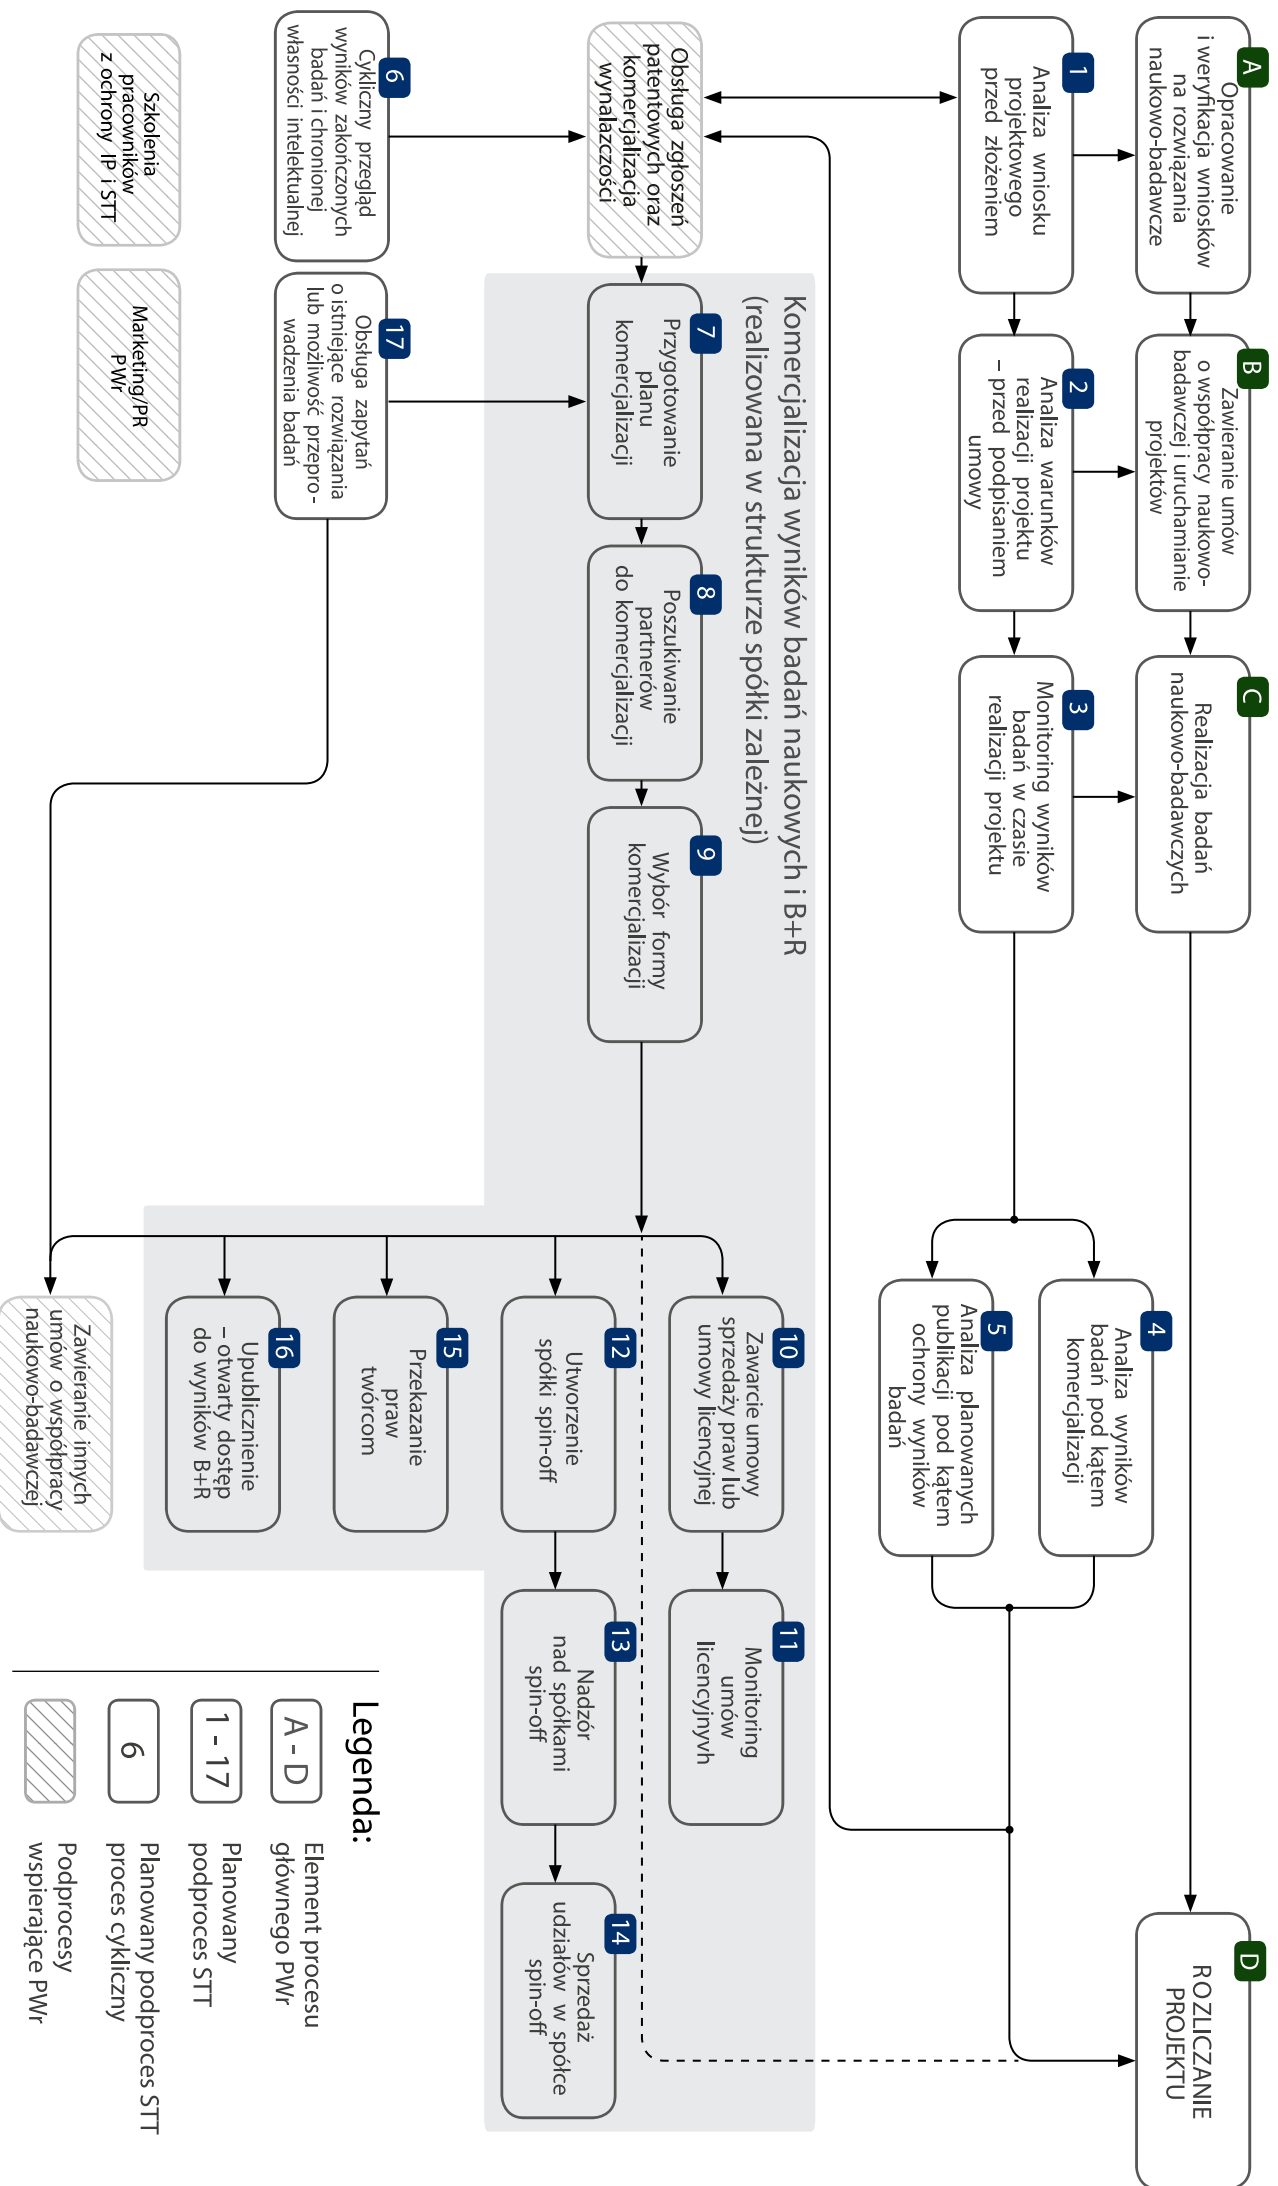 A
Opracowanie
i weryfikacja wniosków
na rozwiązania
naukowo-badawcze
B
Zawieranie umów
o współpracy naukowo-
badawczej i uruchamianie
projektów
C
Realizacja badań
naukowo-badawczych
D
ROZLICZANIE
PROJEKTU
1
Analiza wniosku
projektowego
przed złożeniem
2
Analiza warunków
realizacji projektu
– przed podpisaniem
umowy
3
Monitoring wyników
badań w czasie
realizacji projektu
4
Analiza wyników
badań pod kątem
komercjalizacji
5
Analiza planowanych
publikacji pod kątem
ochrony wyników
badań
Komercjalizacja wyników badań naukowych i B+R
(realizowana w strukturze spółki zależnej)
Obsługa zgłoszeń
patentowych oraz
komercjalizacja
wynalazczości
7
Przygotowanie
planu
komercjalizacji
8
Poszukiwanie
partnerów
do komercjalizacji
9
Wybór formy
komercjalizacji
10
Zawarcie umowy
sprzedaży praw lub
umowy licencyjnej
11
Monitoring
umów
licencyjnyvh
12
Utworzenie
spółki spin-off
13
Nadzór
nad spółkami
spin-off
14
Sprzedaż
udziałów w spółce
spin-off
15
Przekazanie
praw
twórcom
16
Upublicznienie
– otwarty dostęp
do wyników B+R
Zawieranie innych
umów o współpracy
naukowo-badawczej
6
Cykliczny przegląd
wyników zakończonych
badań i chronionej
własności intelektualnej
17
Obsługa zapytań
o istniejące rozwiązania
lub możliwość przepro-
wadzenia badań
Szkolenia
pracowników
z ochrony IP i STT
Marketing/PR
PWr
Legenda:
A - D
Element procesu
głównego PWr
1 - 17
Planowany
podproces STT
6
Planowany podproces STT
proces cykliczny
Podprocesy
wspierające PWr